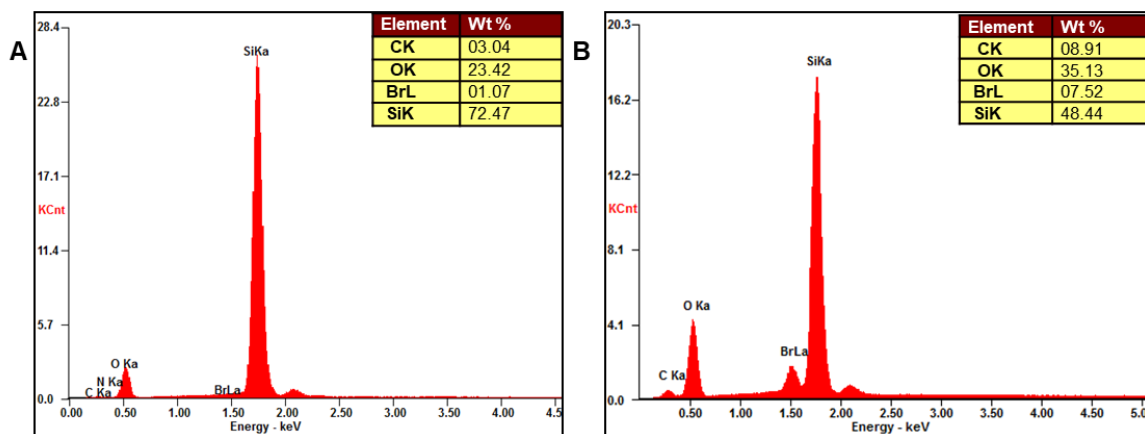 A
Element Wt %
CK 03.04
OK 23.42
BrL 01.07
SiK 72.47
28.4
22.8
17.1
KCnt
11.4
5.7
0.0
SiKa
O Ka
N Ka
C Ka
BrLa
0.00 0.50 1.00 1.50 2.00 2.50 3.00 3.50 4.00 4.5
Energy - keV
B
Element Wt %
CK 08.91
OK 35.13
BrL 07.52
SiK 48.44
20.3
16.2
12.2
KCnt
8.1
4.1
0.0
SiKa
O Ka
BrLa
C Ka
0.50 1.00 1.50 2.00 2.50 3.00 3.50 4.00 4.50 5.0
Energy - keV